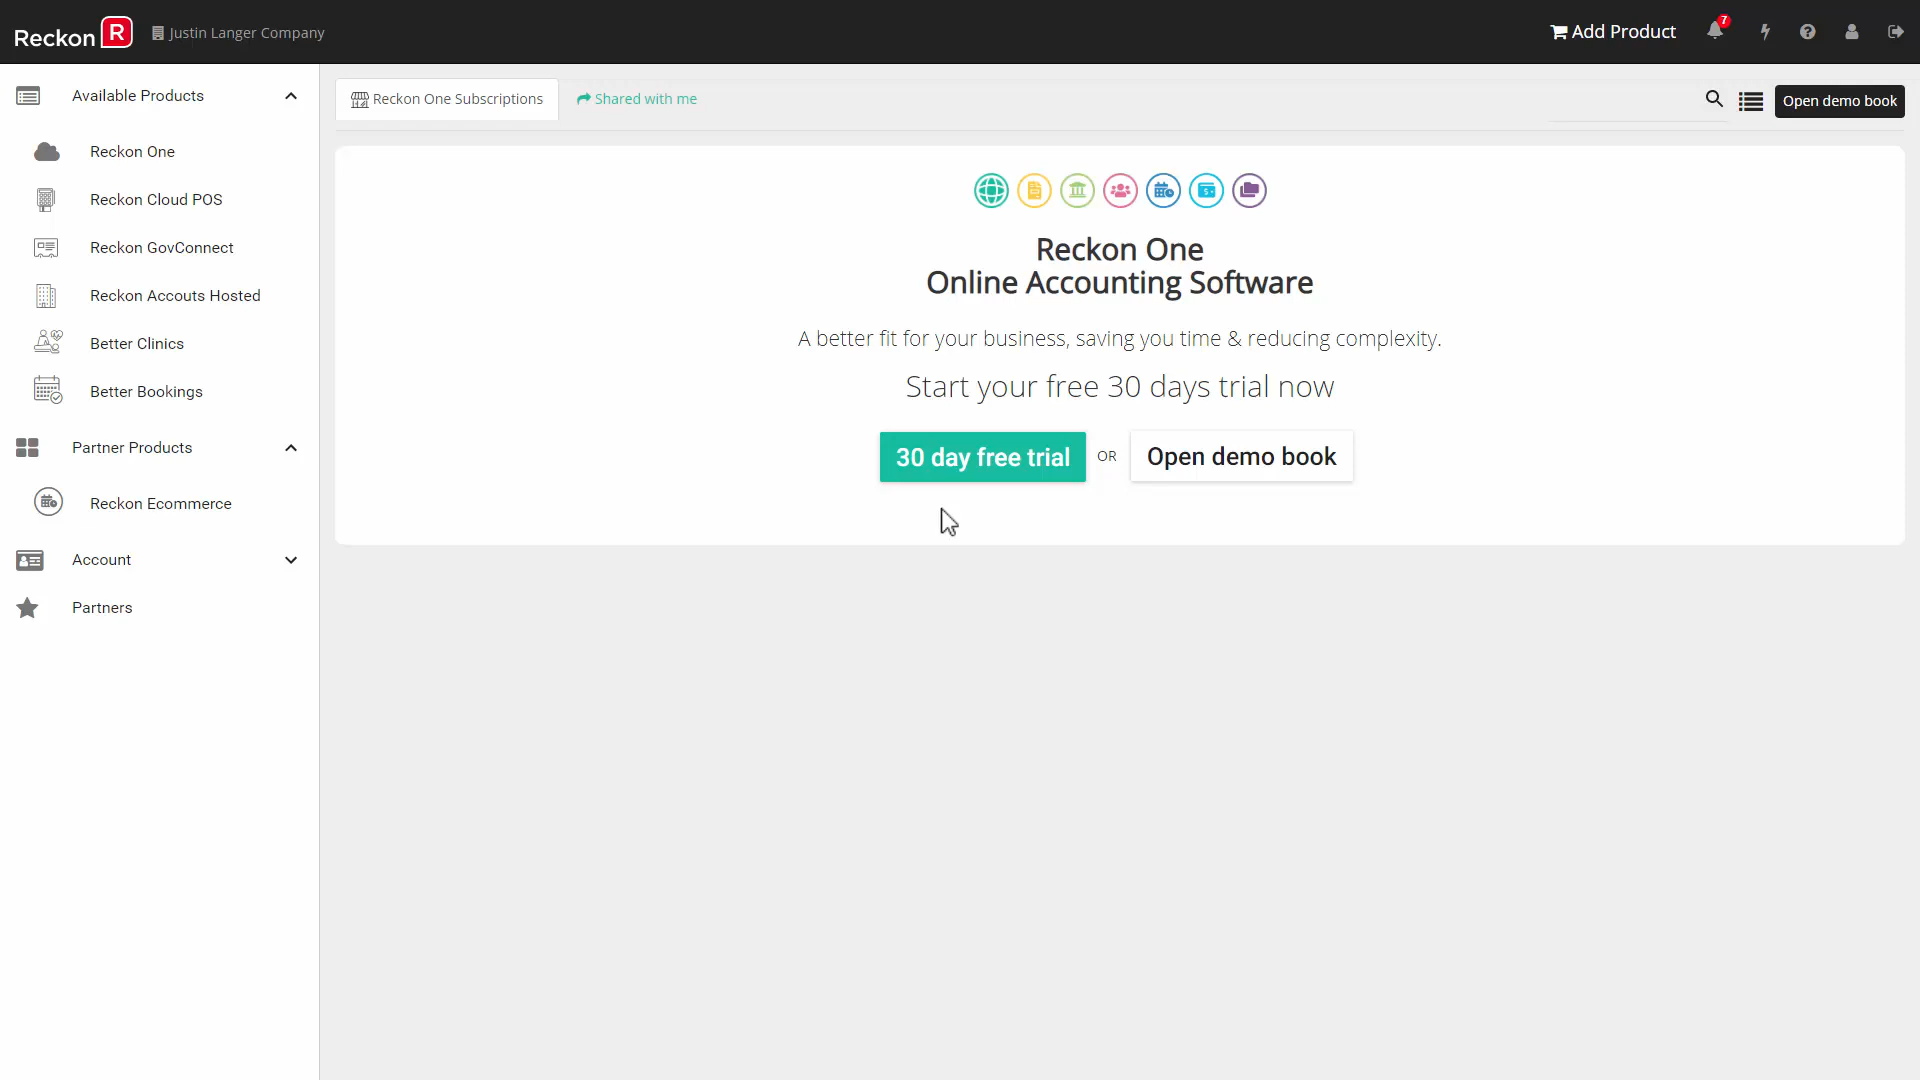 Reckon R
Justin Langer Company
Add Product
7
Available Products
Reckon One
Reckon Cloud POS
Reckon GovConnect
Reckon Accouts Hosted
Better Clinics
Better Bookings
Partner Products
Reckon Ecommerce
Account
Partners
Reckon One Subscriptions
Shared with me
Open demo book
Reckon One
Online Accounting Software
A better fit for your business, saving you time & reducing complexity.
Start your free 30 days trial now
30 day free trial OR Open demo book